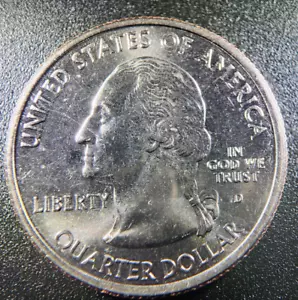 UNITED STATES OF AMERICA
IN
GOD WE
TRUST
LIBERTY
D
QUARTER DOLLAR